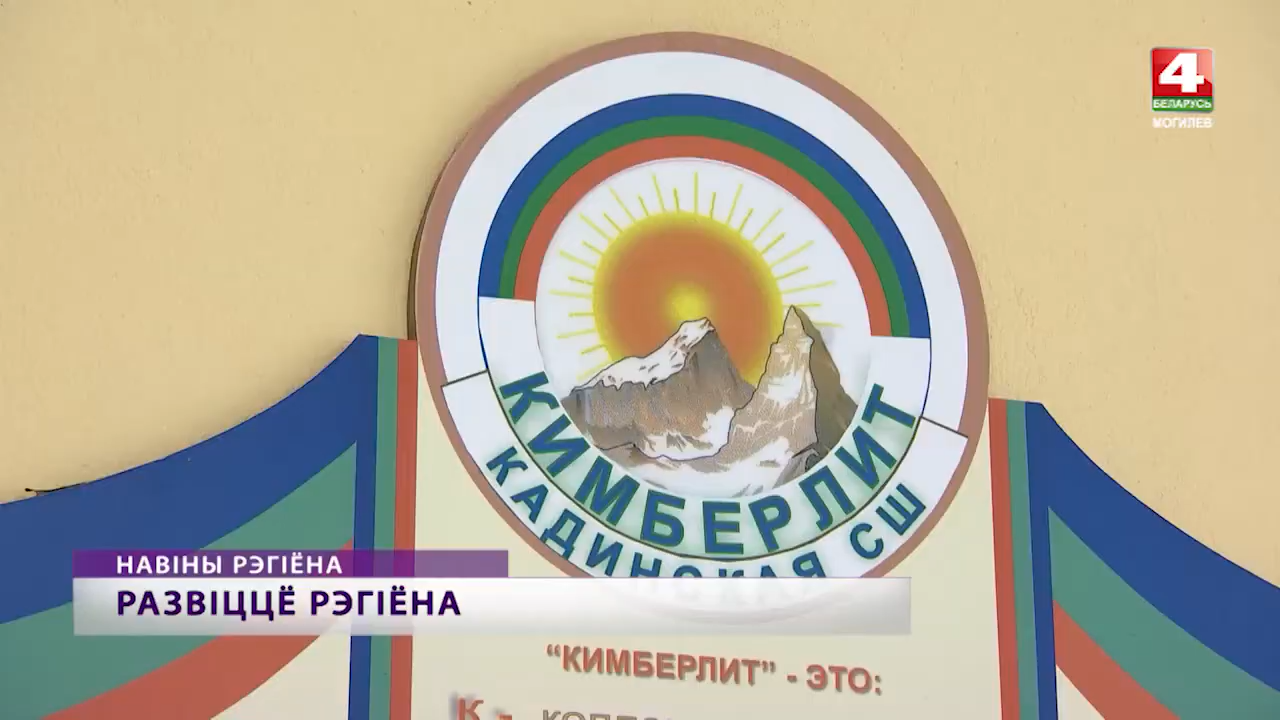 4
БЕЛАРУСЬ
МОГИЛЕВ
КИМБЕРЛИТ
КАДИНСКАЯ СШ
НАВІНЫ РЭГІЁНА
РАЗВІЦЦЁ РЭГІЁНА
“КИМБЕРЛИТ” - ЭТО:
К -